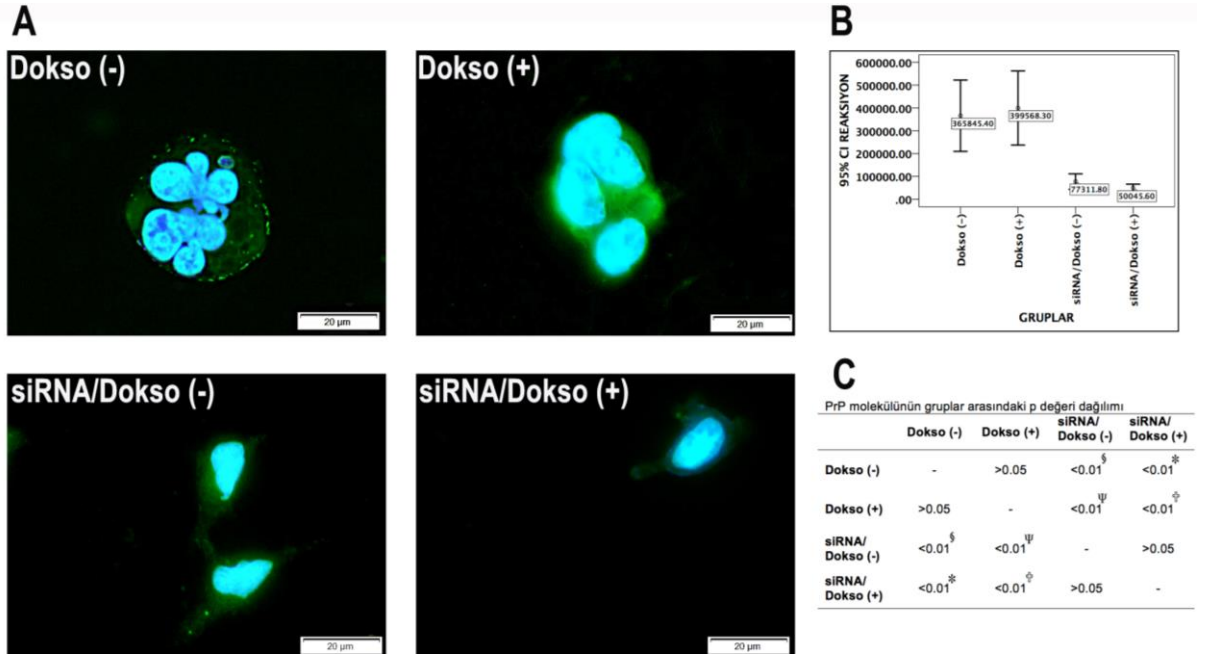 A
Dokso (-)
20 µm
Dokso (+)
20 µm
siRNA/Dokso (-)
20 µm
siRNA/Dokso (+)
20 µm
B
95% CI REAKSIYON
600000.00
500000.00
400000.00
300000.00
200000.00
100000.00
.00
365845.40
399568.30
77311.80
50045.60
Dokso (-)
Dokso (+)
siRNA/Dokso (-)
siRNA/Dokso (+)
GRUPLAR
C
PrP molekülünün gruplar arasındaki p değeri dağılımı
Dokso (-) Dokso (+) siRNA/ Dokso (-) siRNA/ Dokso (+)
Dokso (-) - >0.05 <0.01§ <0.01*
Dokso (+) >0.05 - <0.01Ψ <0.01†
siRNA/ Dokso (-) <0.01§ <0.01Ψ - >0.05
siRNA/ Dokso (+) <0.01* <0.01† >0.05 -